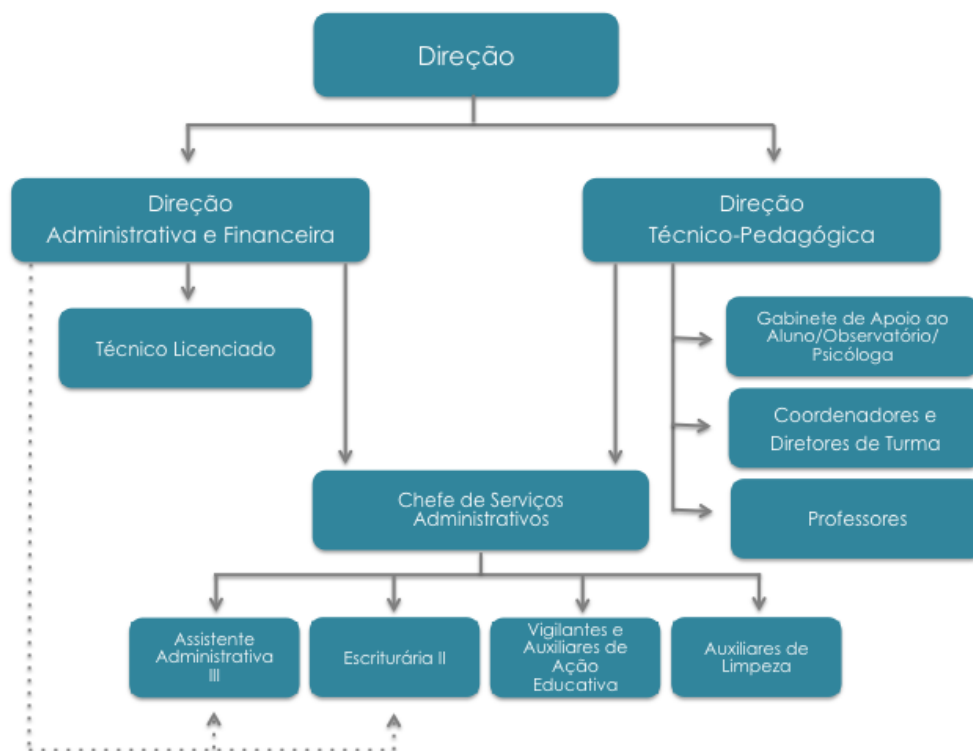 Direção
Direção
Administrativa e Financeira
Direção
Técnico-Pedagógica
Técnico Licenciado
Gabinete de Apoio ao
Aluno/Observatório/
Psicóloga
Coordenadores e
Diretores de Turma
Professores
Chefe de Serviços
Administrativos
Assistente
Administrativa
III
Escriturária II
Vigilantes e
Auxiliares de
Ação
Educativa
Auxiliares de
Limpeza